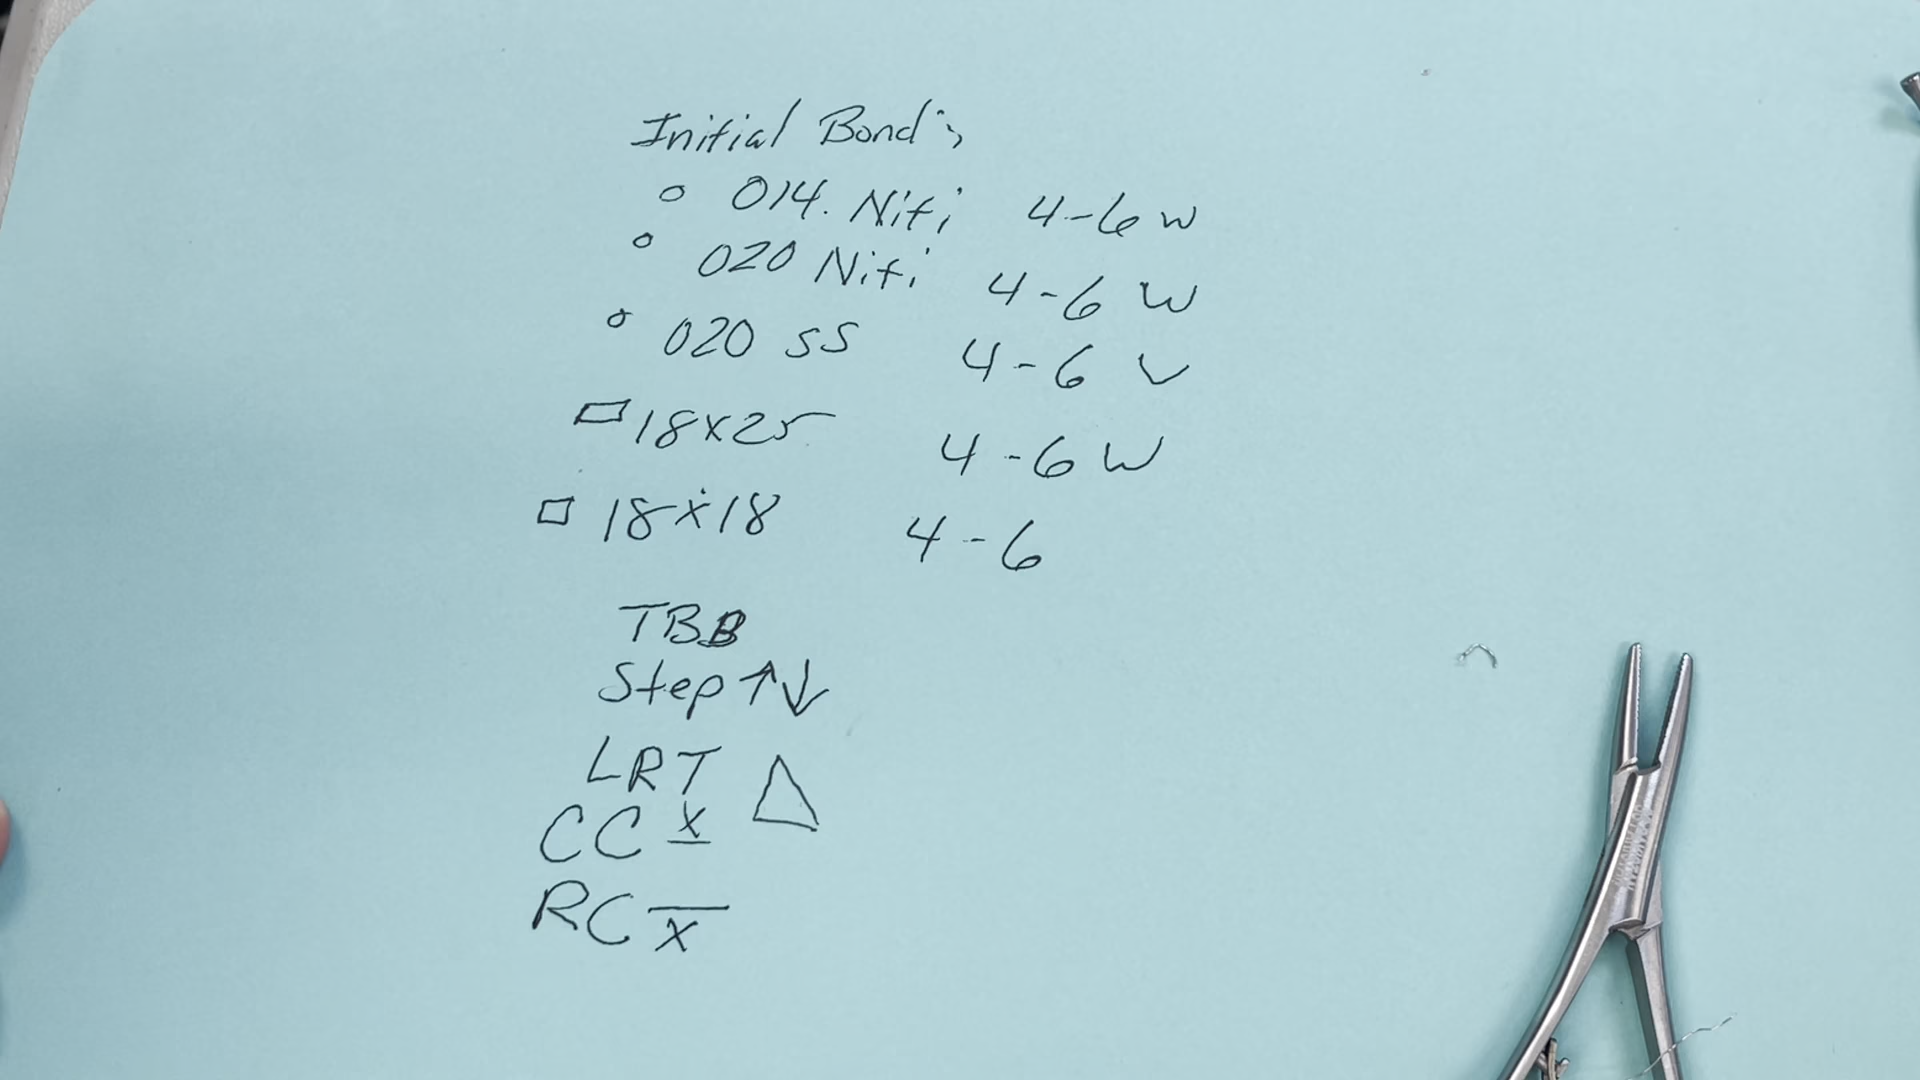 Initial Bond:
○ 014. Niti 4-6 w
○ 020 Niti 4-6 W
○ 020 SS 4-6 W
▭ 18x25 4-6 W
□ 18x18 4-6
TBB
Step ↑↓
LRT △
CC x̲
RC x̅